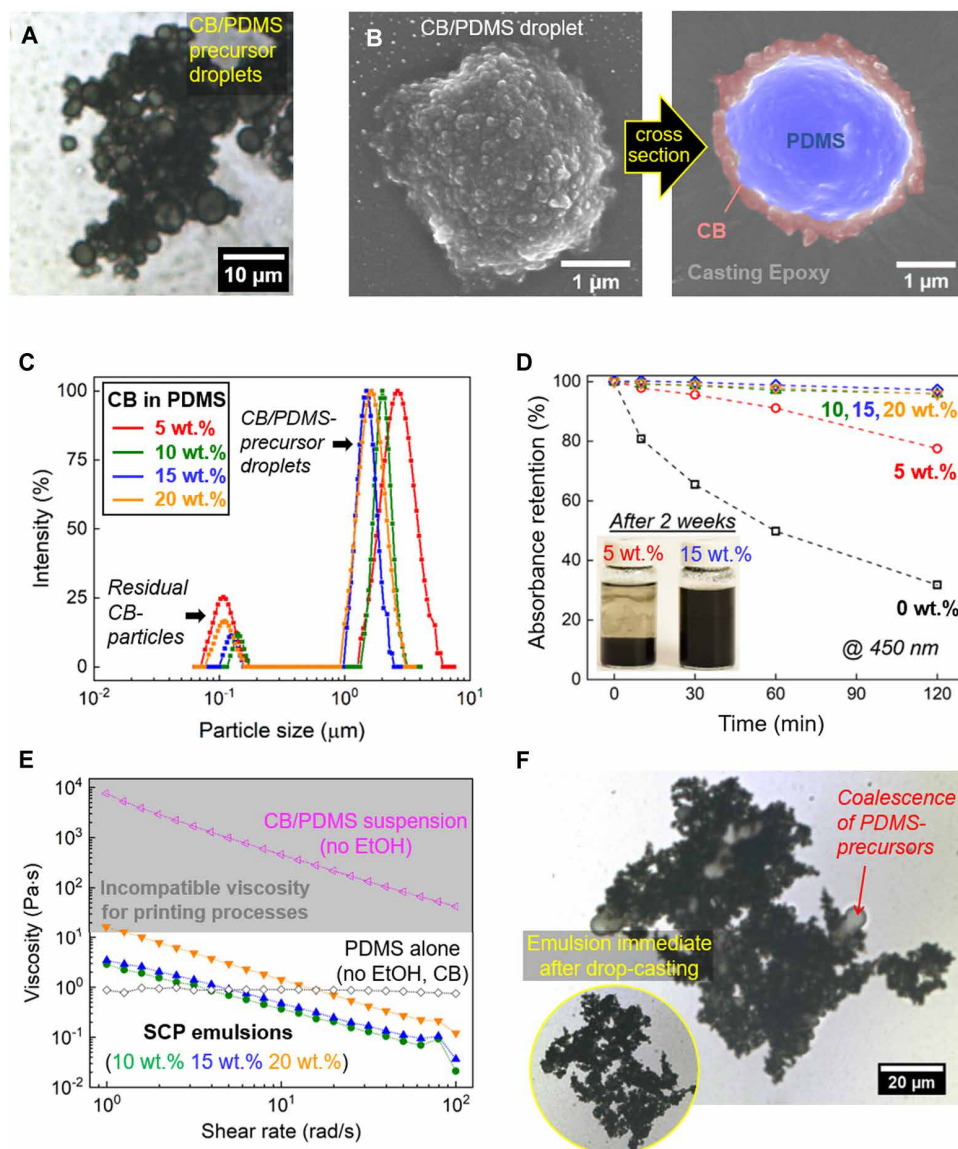 A
CB/PDMS
precursor
droplets
10 µm
B
CB/PDMS droplet
1 µm
cross
section
PDMS
CB
Casting Epoxy
1 µm
C
CB in PDMS
5 wt.%
10 wt.%
15 wt.%
20 wt.%
CB/PDMS-
precursor
droplets
Residual
CB-
particles
Intensity (%)
100
75
50
25
0
10⁻²
10⁻¹
10⁰
10¹
Particle size (µm)
D
Absorbance retention (%)
100
80
60
40
20
0
10, 15, 20 wt.%
5 wt.%
After 2 weeks
5 wt.% 15 wt.%
0 wt.%
@ 450 nm
0 30 60 90 120
Time (min)
E
Viscosity (Pa·s)
10⁴
10³
10²
10¹
10⁰
10⁻¹
10⁻²
CB/PDMS suspension
(no EtOH)
Incompatible viscosity
for printing processes
PDMS alone
(no EtOH, CB)
SCP emulsions
(10 wt.% 15 wt.% 20 wt.%)
10⁰ 10¹ 10²
Shear rate (rad/s)
F
Coalescence
of PDMS-
precursors
Emulsion immediate
after drop-casting
20 µm